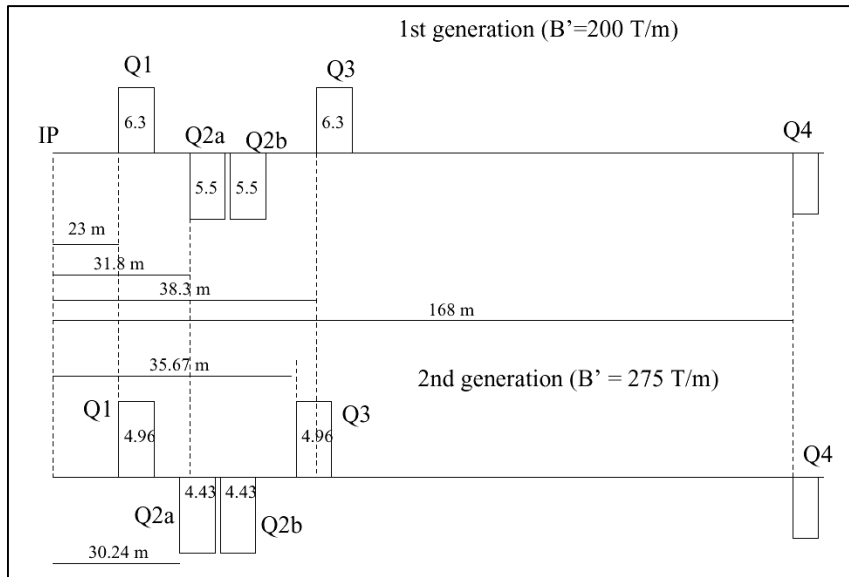 1st generation (B'=200 T/m)
Q1
Q3
6.3
6.3
IP
Q2a
Q2b
Q4
5.5
5.5
23 m
31.8 m
38.3 m
168 m
35.67 m
2nd generation (B' = 275 T/m)
Q1
Q3
4.96
4.96
Q4
4.43
4.43
Q2a
Q2b
30.24 m